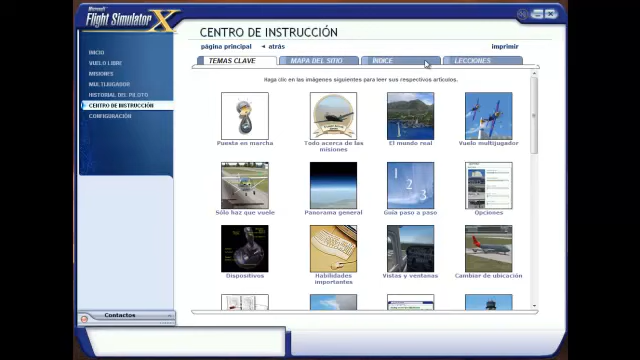 Microsoft
Flight Simulator X
CENTRO DE INSTRUCCIÓN
página principal ◄ atrás
imprimir
INICIO
VUELO LIBRE
MISIONES
MULTIJUGADOR
HISTORIAL DEL PILOTO
CENTRO DE INSTRUCCIÓN
CONFIGURACIÓN
TEMAS CLAVE
MAPA DEL SITIO
ÍNDICE
LECCIONES
Haga clic en las imágenes siguientes para leer sus respectivos artículos.
Puesta en marcha
Todo acerca de las
misiones
El mundo real
Vuelo multijugador
Sólo haz que vuele
Panorama general
1 2 3
Guía paso a paso
Opciones
Dispositivos
Habilidades
importantes
Vistas y ventanas
Cambiar de ubicación
Contactos